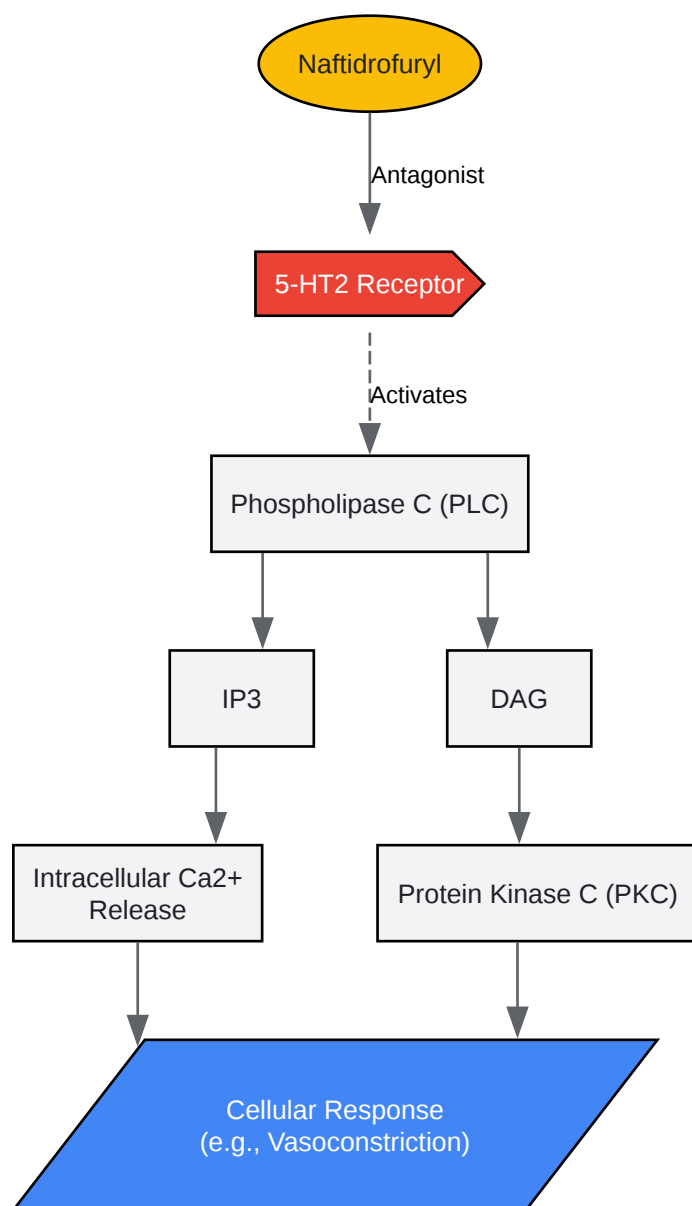 Naftidrofuryl
Antagonist
5-HT2 Receptor
Activates
Phospholipase C (PLC)
IP3
DAG
Intracellular Ca2+
Release
Protein Kinase C (PKC)
Cellular Response
(e.g., Vasoconstriction)